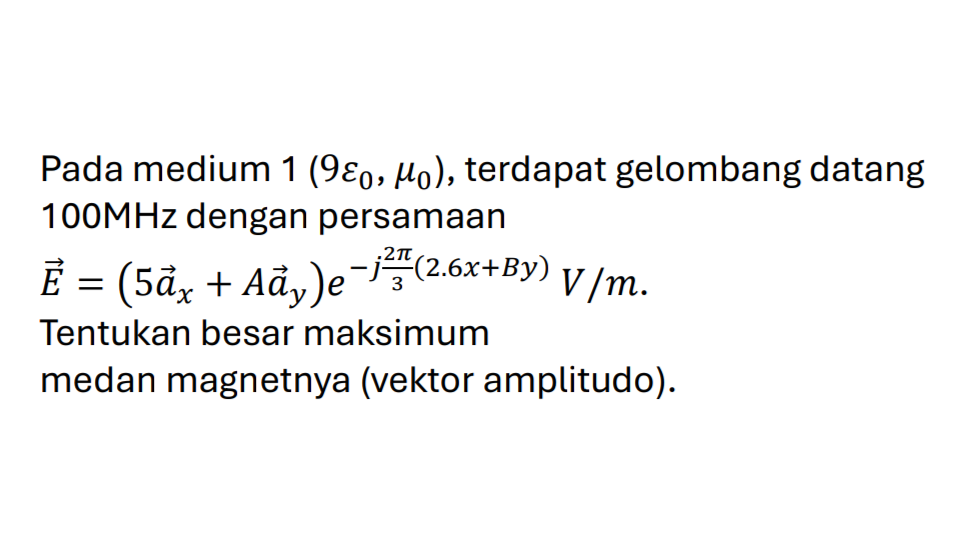 Pada medium 1 (9ε₀, μ₀), terdapat gelombang datang
100MHz dengan persamaan
E⃗ = (5a⃗ₓ + Aa⃗ᵧ)e^{−j(2π/3)(2.6x+By)} V/m.
Tentukan besar maksimum
medan magnetnya (vektor amplitudo).